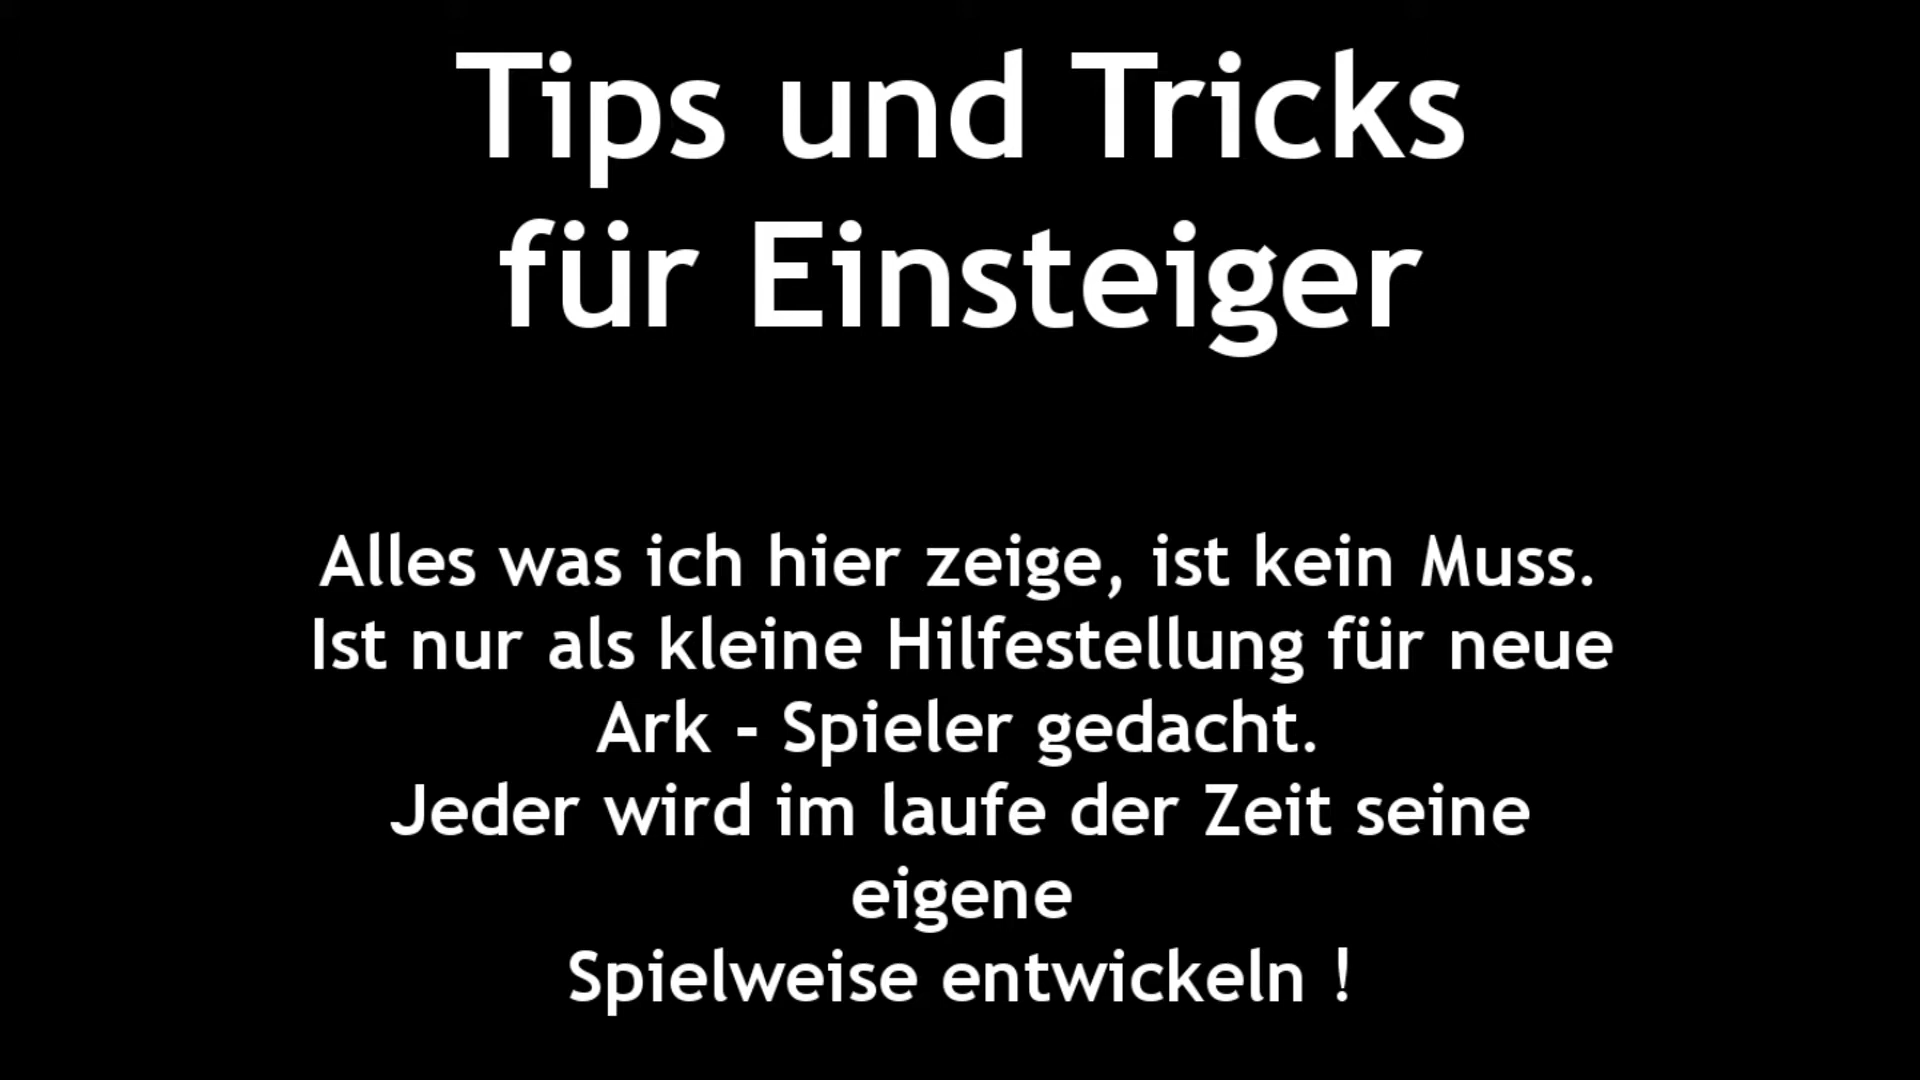 Tips und Tricks
für Einsteiger
Alles was ich hier zeige, ist kein Muss.
Ist nur als kleine Hilfestellung für neue
Ark - Spieler gedacht.
Jeder wird im laufe der Zeit seine
eigene
Spielweise entwickeln !